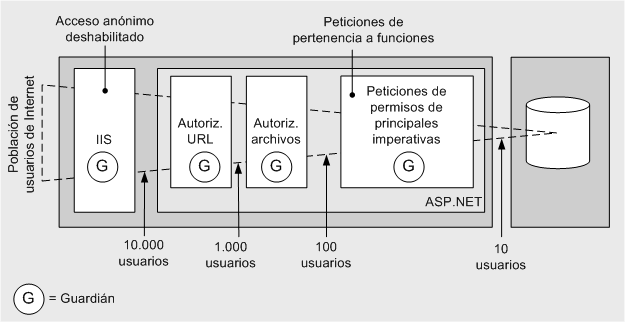 Acceso anónimo
deshabilitado
Peticiones de
pertenencia a funciones
Población de
usuarios de Internet
IIS
G
Autoriz.
URL
G
Autoriz.
archivos
G
Peticiones de
permisos de
principales
imperativas
G
ASP.NET
10.000
usuarios
1.000
usuarios
100
usuarios
10
usuarios
G = Guardián